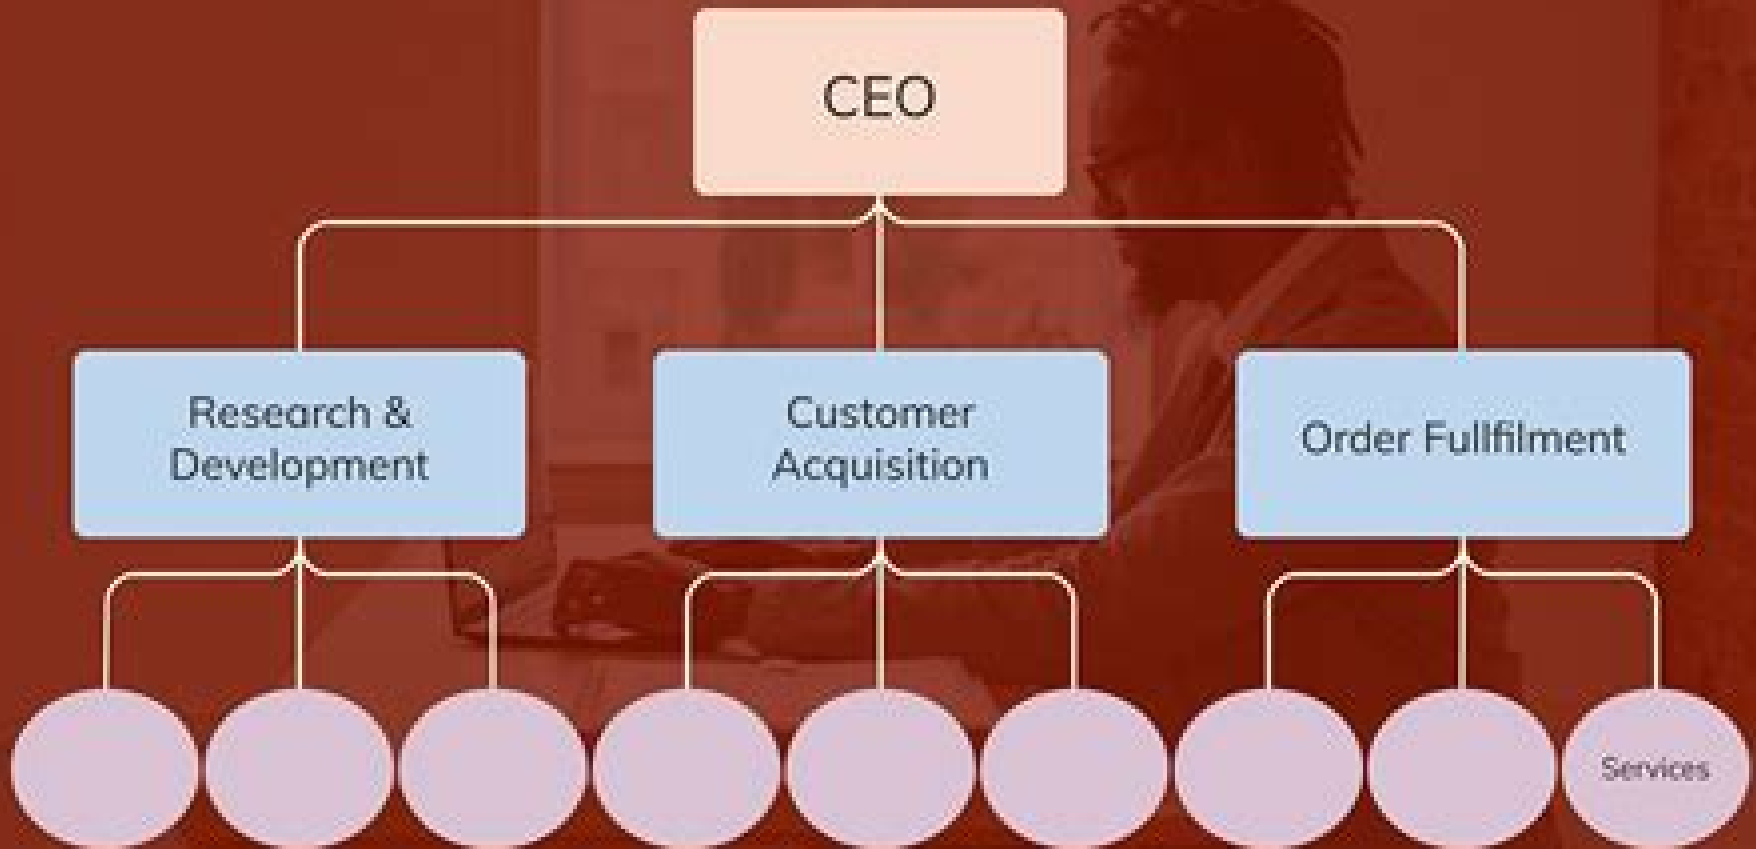 CEO
Research &
Development
Customer
Acquisition
Order Fullfilment
Services